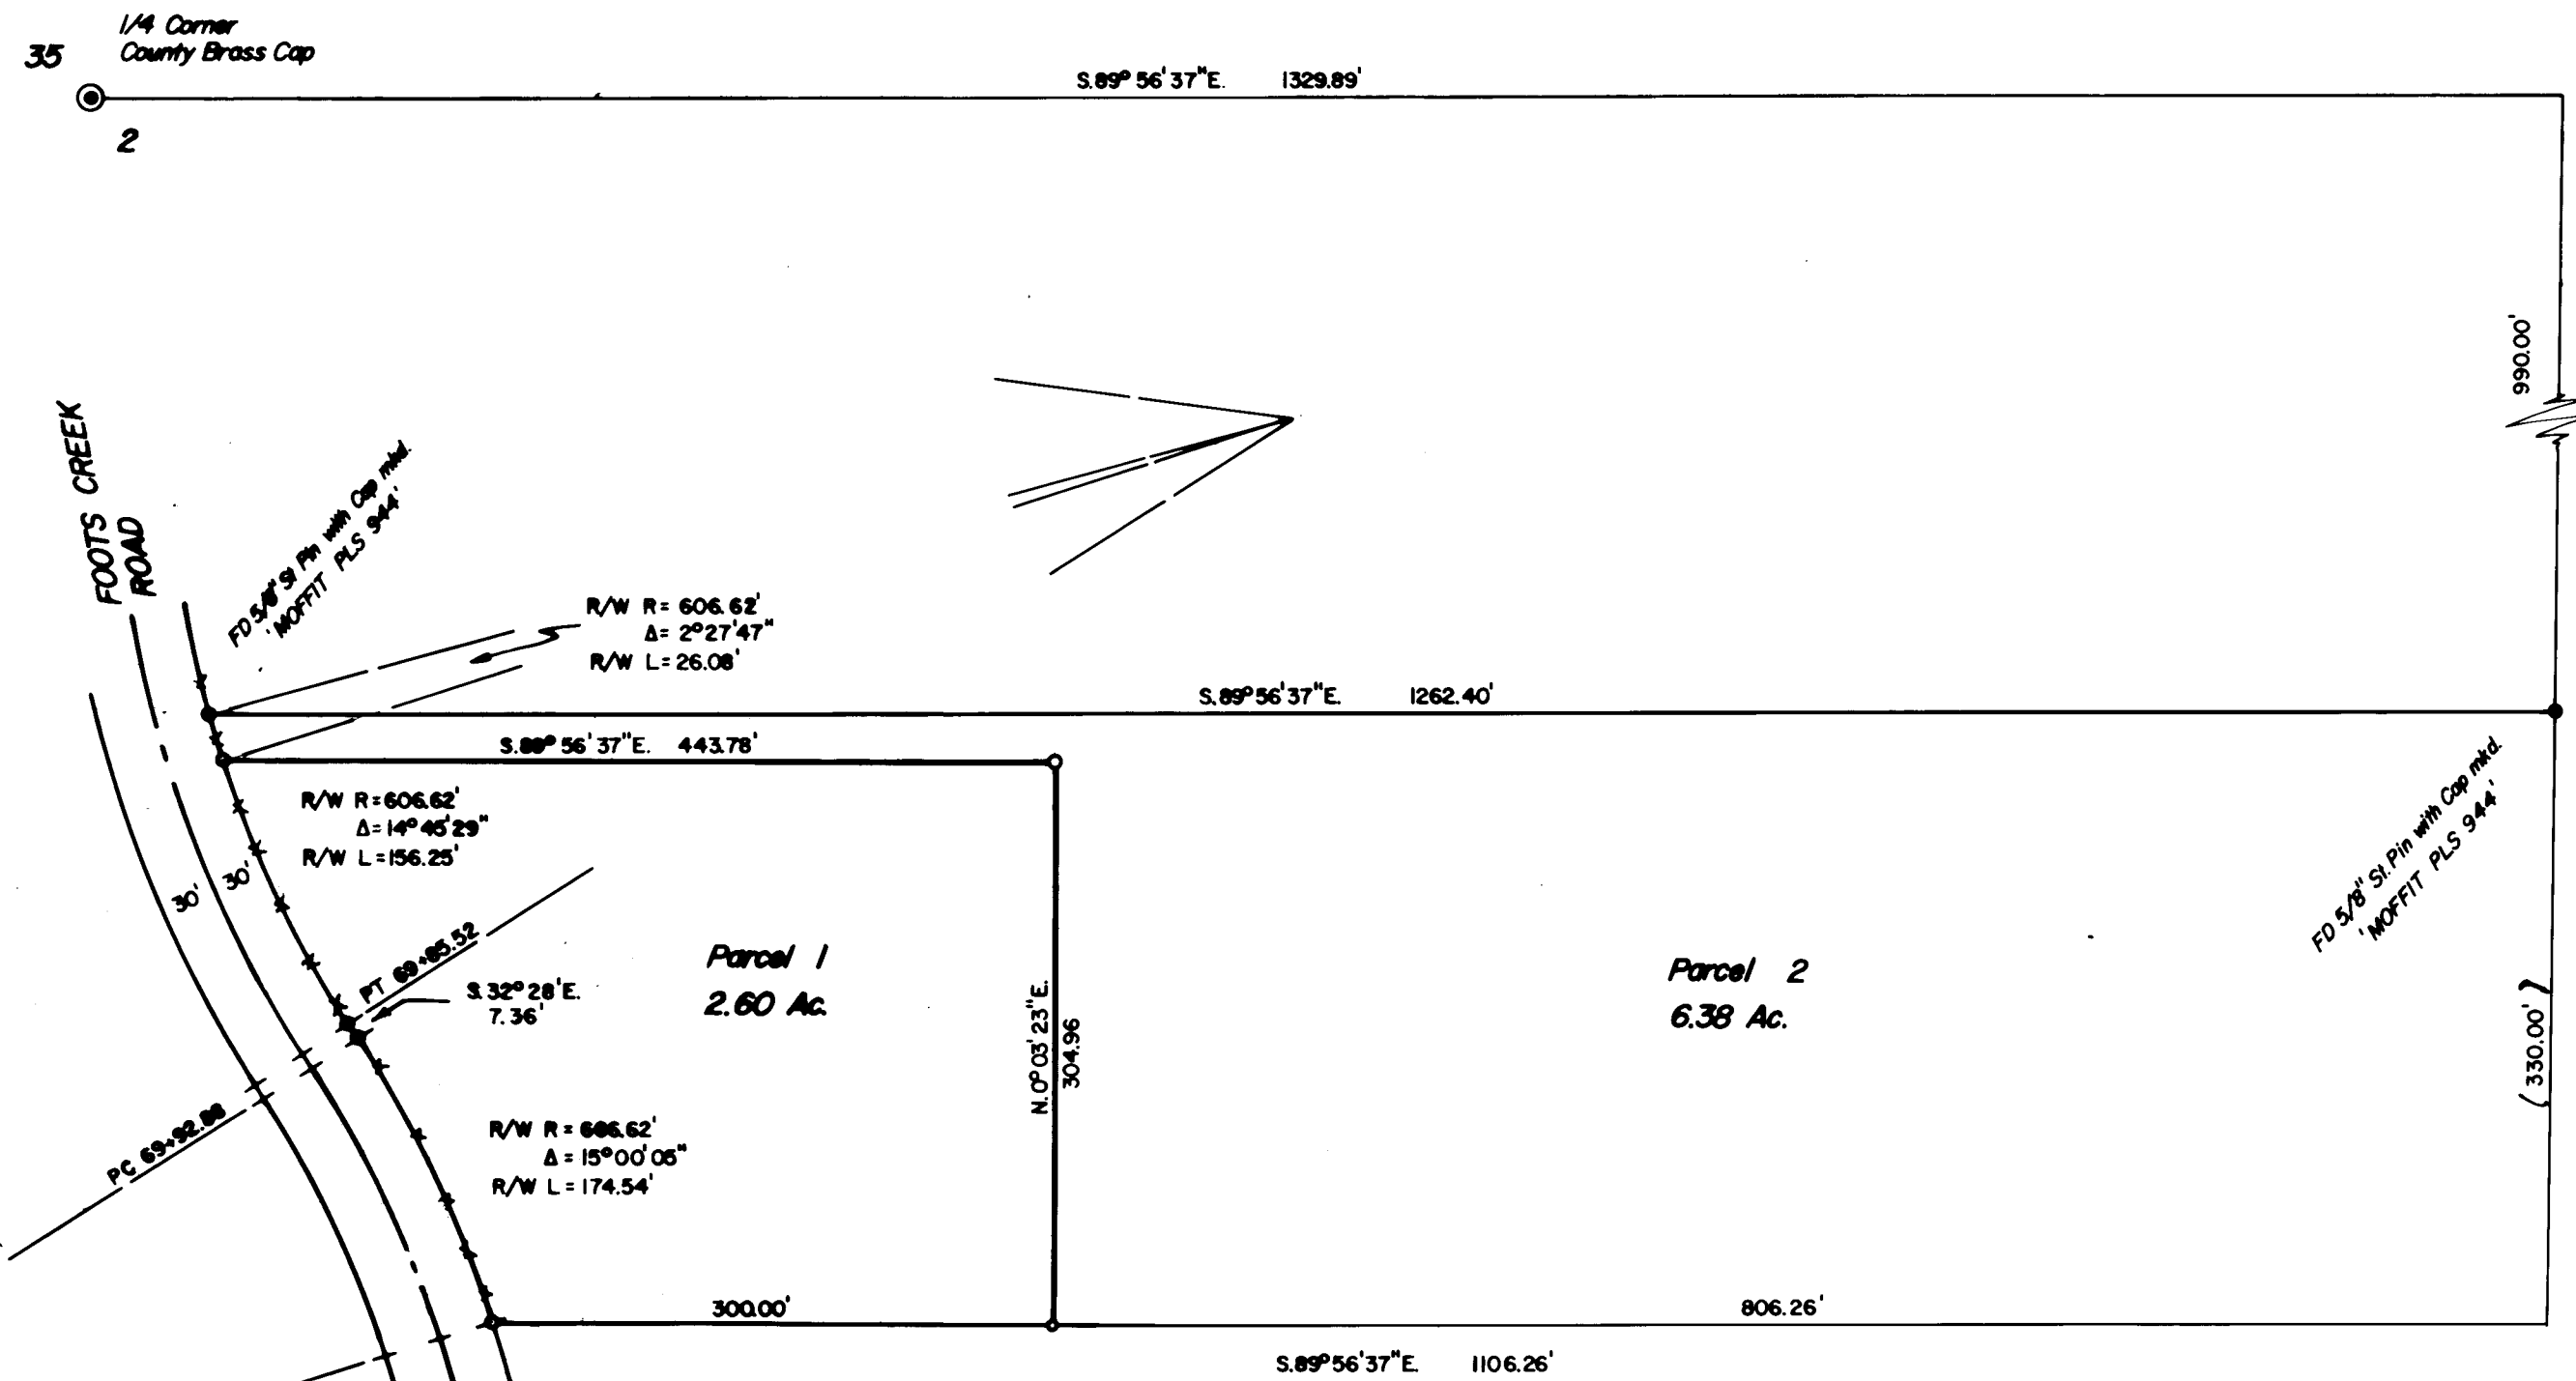 1/4 Corner
35 County Brass Cap
2
S.89° 56' 37"E. 1329.89'
990.00'
FOOTS CREEK
ROAD
FD 5/8" St Pin with Cap mkd.
'MOFFIT PLS 944'
R/W R= 606.62'
Δ= 2°27'47"
R/W L= 26.08'
S.89°56'37"E. 1262.40'
S.89° 56' 37"E. 443.78'
R/W R=606.62'
Δ=14°45'29"
R/W L=156.25'
30'
30'
PT 69+85.52
S.32° 28'E.
7.36'
PC 69+92.88
Parcel 1
2.60 Ac.
N.0°03'23"E.
304.96
Parcel 2
6.38 Ac.
FD 5/8" St.Pin with Cap mkd.
'MOFFIT PLS 944'
(330.00')
R/W R= 666.62'
Δ = 15°00'05"
R/W L = 174.54'
300.00'
806.26'
S.89°56'37"E. 1106.26'